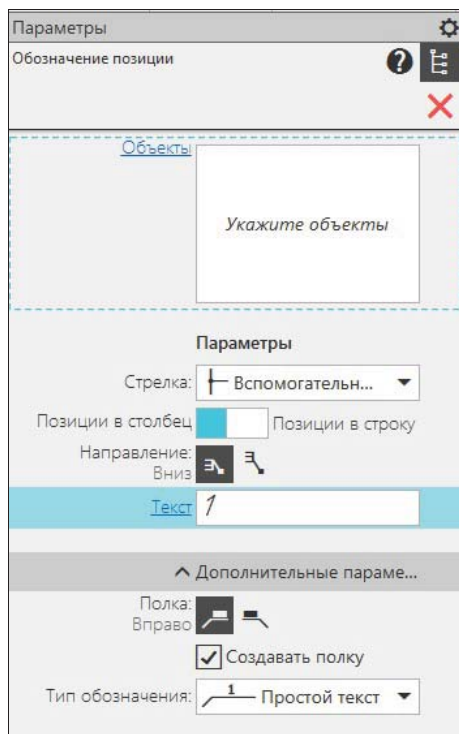 Параметры
Обозначение позиции
Объекты
Укажите объекты
Параметры
Стрелка: Вспомогательн...
Позиции в столбец Позиции в строку
Направление:
Вниз
Текст 1
Дополнительные параме...
Полка:
Вправо
Создавать полку
Тип обозначения: 1 Простой текст